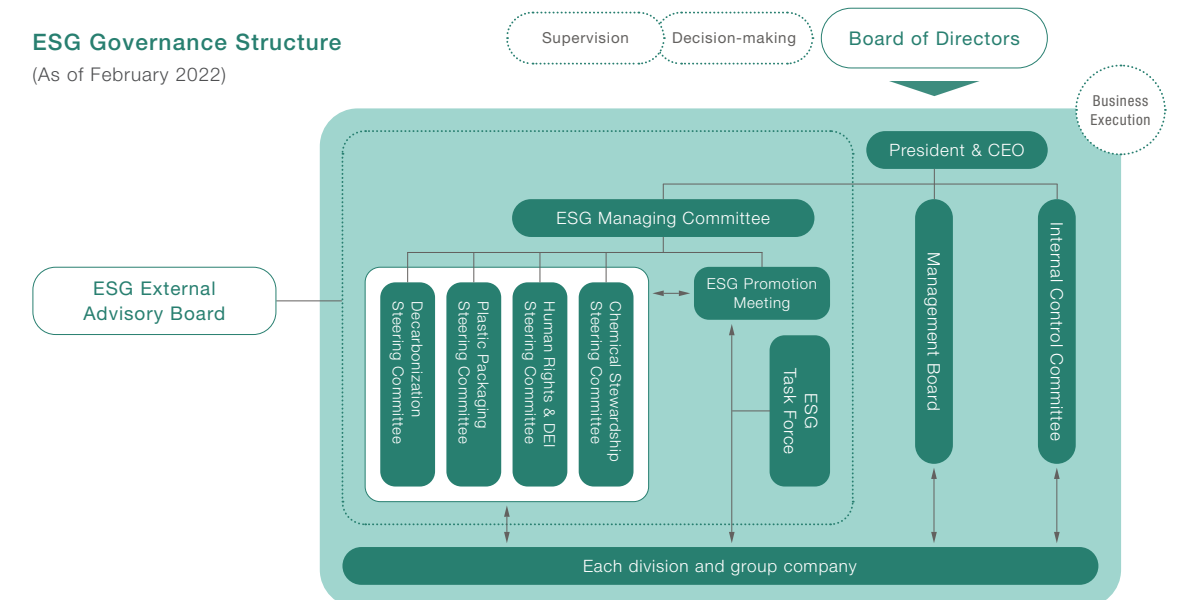 ESG Governance Structure
(As of February 2022)
Supervision
Decision-making
Board of Directors
Business
Execution
President & CEO
ESG Managing Committee
ESG External
Advisory Board
Decarbonization
Steering Committee
Plastic Packaging
Steering Committee
Human Rights & DEI
Steering Committee
Chemical Stewardship
Steering Committee
ESG Promotion
Meeting
ESG
Task Force
Management Board
Internal Control Committee
Each division and group company